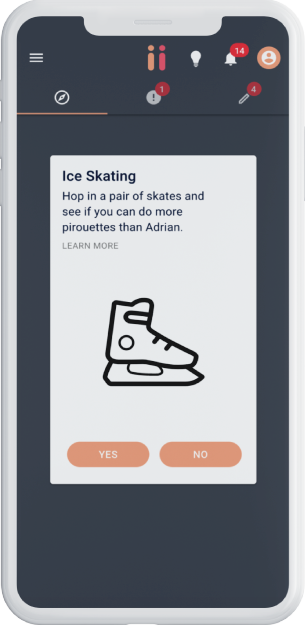 14
1
4
Ice Skating
Hop in a pair of skates and
see if you can do more
pirouettes than Adrian.
LEARN MORE
YES
NO